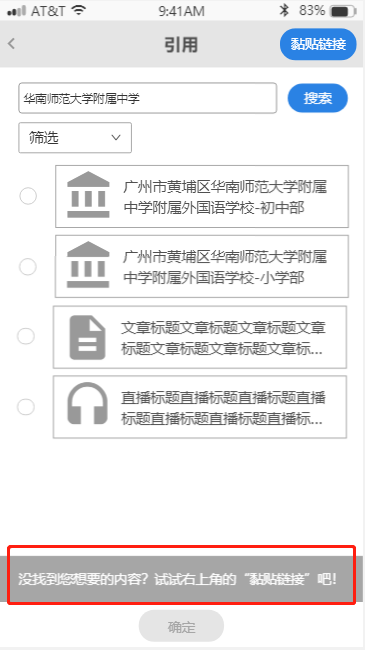 AT&T 9:41AM 83%
引用 黏贴链接
华南师范大学附属中学 搜索
筛选
广州市黄埔区华南师范大学附属
中学附属外国语学校-初中部
广州市黄埔区华南师范大学附属
中学附属外国语学校-小学部
文章标题文章标题文章标题文章
标题文章标题文章标题文章标...
直播标题直播标题直播标题直播
标题直播标题直播标题直播标...
没找到您想要的内容？试试右上角的“黏贴链接”吧！
确定